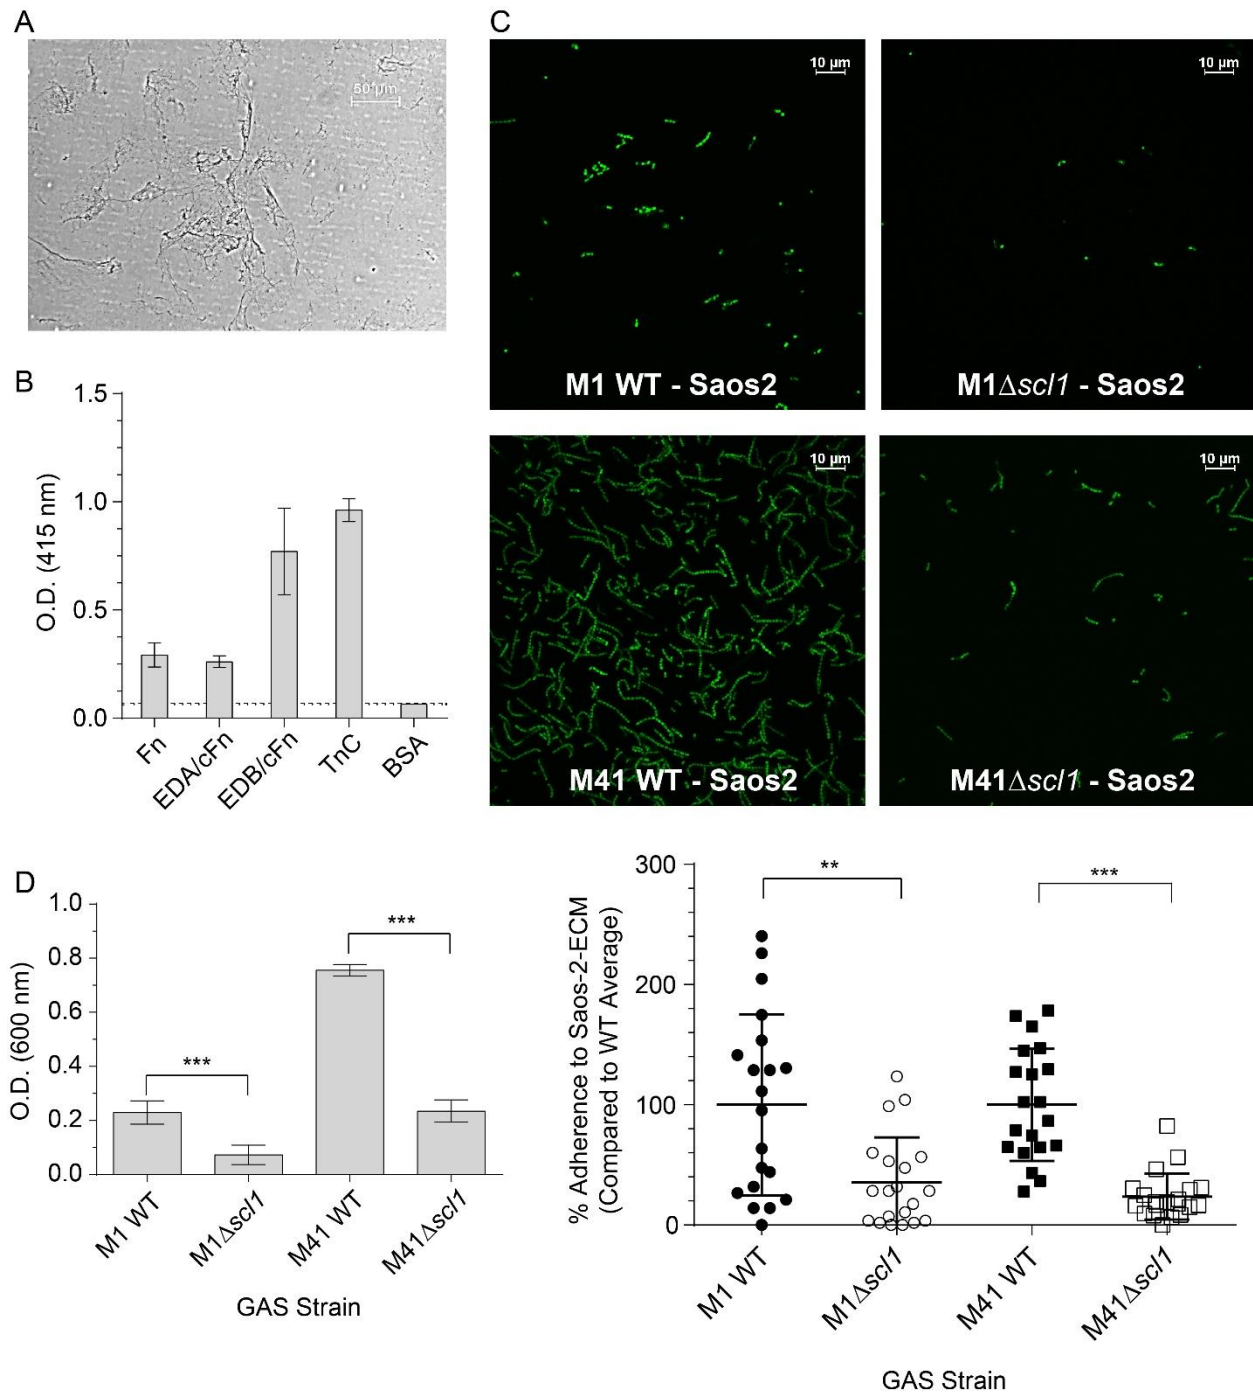 A
50 µm
B
1.5
1.0
0.5
0.0
O.D. (415 nm)
Fn
EDA/cFn
EDB/cFn
TnC
BSA
C
10 µm
M1 WT - Saos2
10 µm
M1Δscl1 - Saos2
10 µm
M41 WT - Saos2
10 µm
M41Δscl1 - Saos2
300
200
100
0
% Adherence to Saos-2-ECM
(Compared to WT Average)
**
***
M1 WT
M1Δscl1
M41 WT
M41Δscl1
GAS Strain
D
1.0
0.8
0.6
0.4
0.2
0.0
O.D. (600 nm)
***
***
M1 WT
M1Δscl1
M41 WT
M41Δscl1
GAS Strain